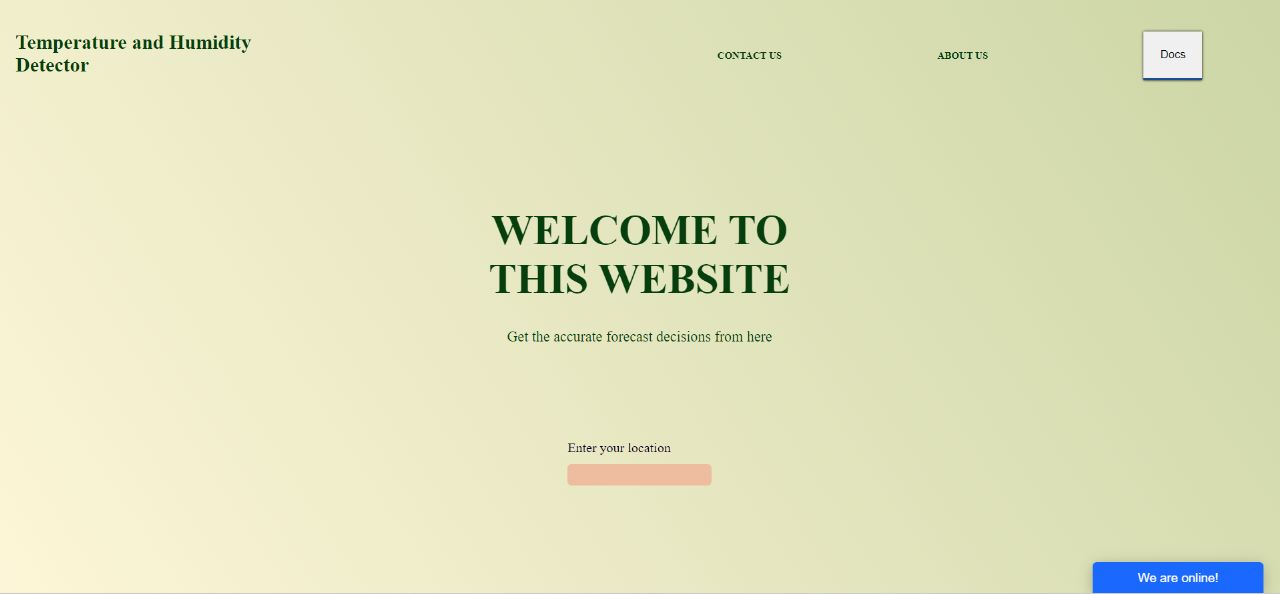 Temperature and Humidity
Detector
CONTACT US
ABOUT US
Docs
WELCOME TO
THIS WEBSITE
Get the accurate forecast decisions from here
Enter your location
We are online!